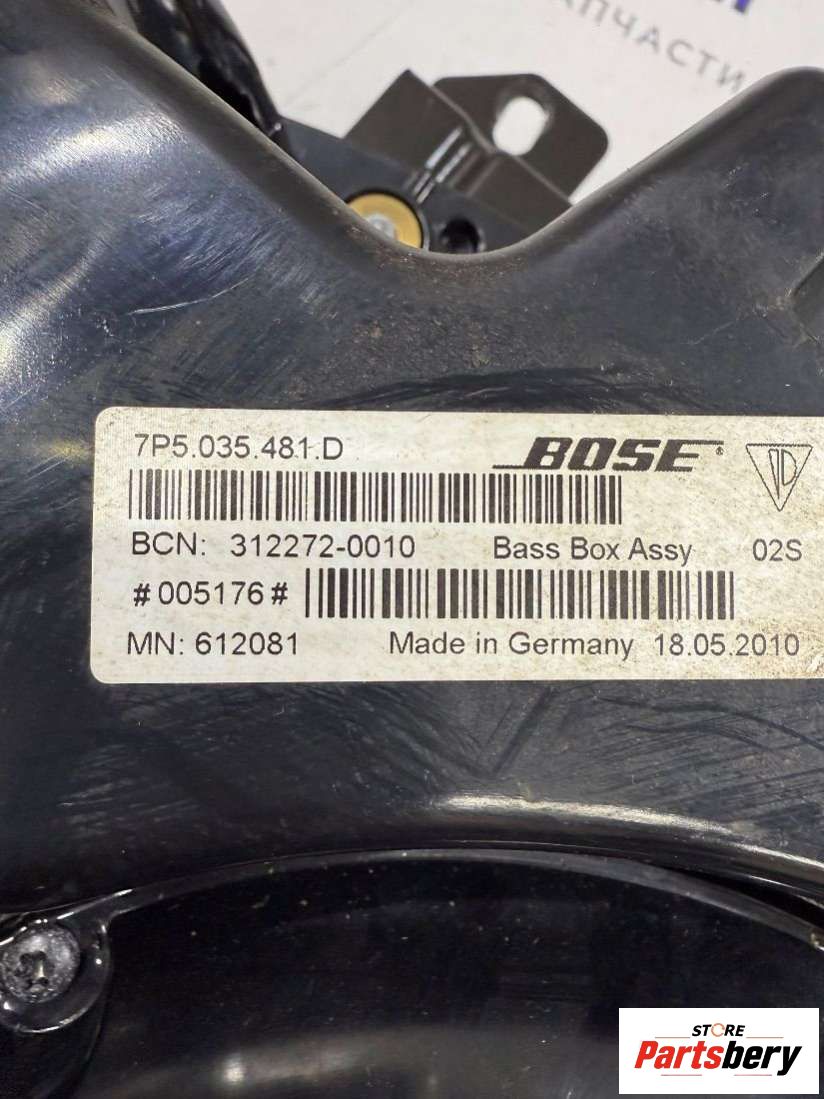 ЗАПЧАСТИ
7P5.035.481.D
BOSE®
BCN: 312272-0010 Bass Box Assy 02S
#005176#
MN: 612081 Made in Germany 18.05.2010
STORE
Partsbery